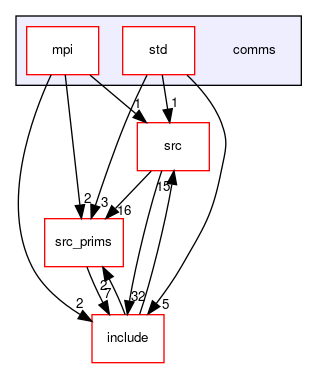 mpi std comms
1 1
src
2 3 16 15
src_prims
2 7 32
2 5
include